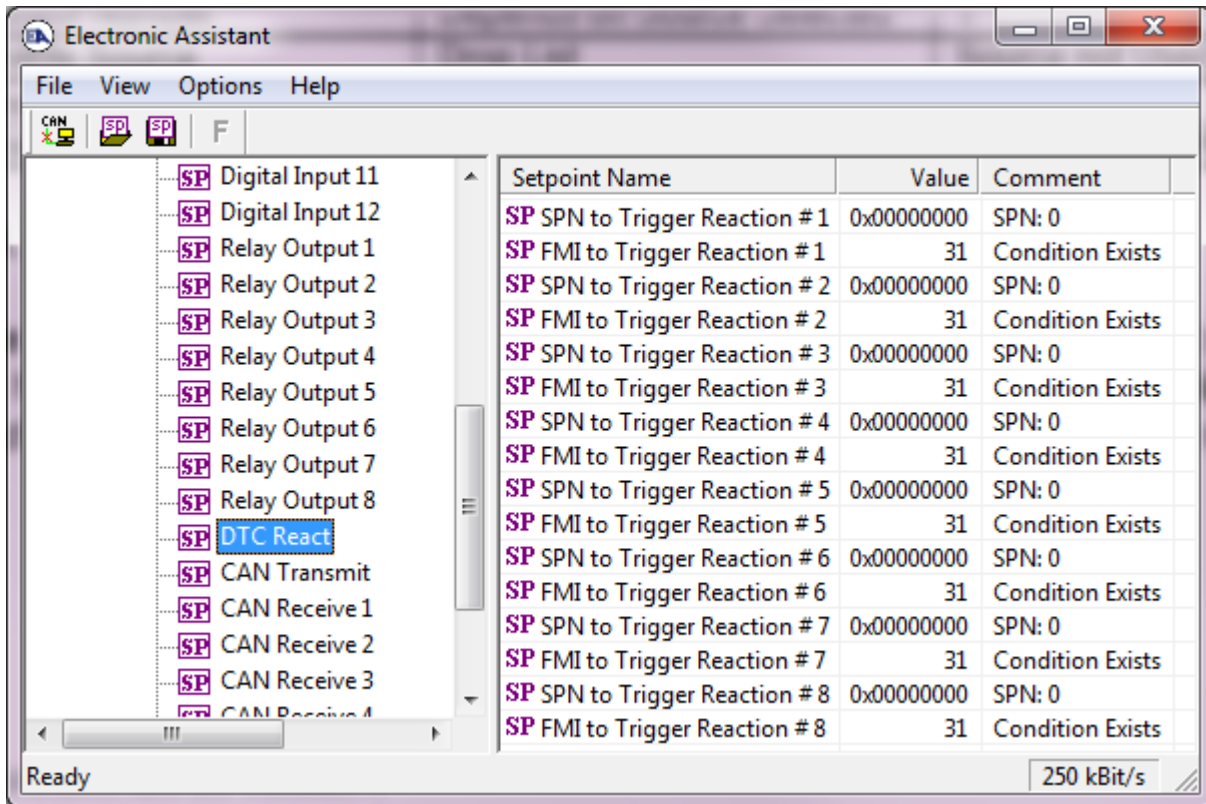 EA Electronic Assistant
File View Options Help
CAN SP SP F
SP Digital Input 11
SP Digital Input 12
SP Relay Output 1
SP Relay Output 2
SP Relay Output 3
SP Relay Output 4
SP Relay Output 5
SP Relay Output 6
SP Relay Output 7
SP Relay Output 8
SP DTC React
SP CAN Transmit
SP CAN Receive 1
SP CAN Receive 2
SP CAN Receive 3
SP CAN Receive 4
Setpoint Name Value Comment
SP SPN to Trigger Reaction # 1 0x00000000 SPN: 0
SP FMI to Trigger Reaction # 1 31 Condition Exists
SP SPN to Trigger Reaction # 2 0x00000000 SPN: 0
SP FMI to Trigger Reaction # 2 31 Condition Exists
SP SPN to Trigger Reaction # 3 0x00000000 SPN: 0
SP FMI to Trigger Reaction # 3 31 Condition Exists
SP SPN to Trigger Reaction # 4 0x00000000 SPN: 0
SP FMI to Trigger Reaction # 4 31 Condition Exists
SP SPN to Trigger Reaction # 5 0x00000000 SPN: 0
SP FMI to Trigger Reaction # 5 31 Condition Exists
SP SPN to Trigger Reaction # 6 0x00000000 SPN: 0
SP FMI to Trigger Reaction # 6 31 Condition Exists
SP SPN to Trigger Reaction # 7 0x00000000 SPN: 0
SP FMI to Trigger Reaction # 7 31 Condition Exists
SP SPN to Trigger Reaction # 8 0x00000000 SPN: 0
SP FMI to Trigger Reaction # 8 31 Condition Exists
Ready 250 kBit/s